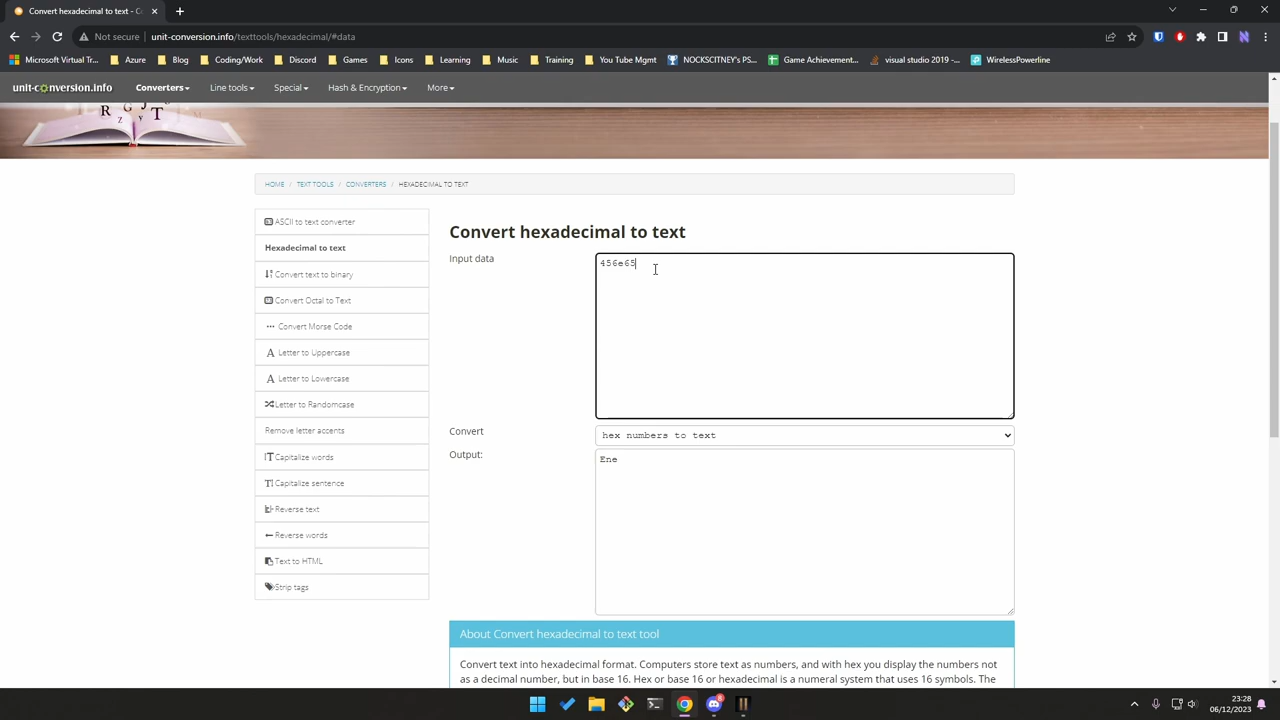 Convert hexadecimal to text - C
Not secure
unit-conversion.info/texttools/hexadecimal/#data
Microsoft Virtual Tr...
Azure
Blog
Coding/Work
Discord
Games
Icons
Learning
Music
Training
You Tube Mgmt
NOCKSCITNEY's PS...
Game Achievement...
visual studio 2019 -...
WirelessPowerline
unit-conversion.info
Converters
Line tools
Special
Hash & Encryption
More
R G J T
Z Y
HOME / TEXT TOOLS / CONVERTERS / HEXADECIMAL TO TEXT
ASCII to text converter
Hexadecimal to text
Convert text to binary
Convert Octal to Text
Convert Morse Code
Letter to Uppercase
Letter to Lowercase
Letter to Randomcase
Remove letter accents
Capitalize words
Capitalize sentence
Reverse text
Reverse words
Text to HTML
Strip tags
Convert hexadecimal to text
Input data
456e65
Convert
hex numbers to text
Output:
Ene
About Convert hexadecimal to text tool
Convert text into hexadecimal format. Computers store text as numbers, and with hex you display the numbers not
as a decimal number, but in base 16. Hex or base 16 or hexadecimal is a numeral system that uses 16 symbols. The
23:28
06/12/2023